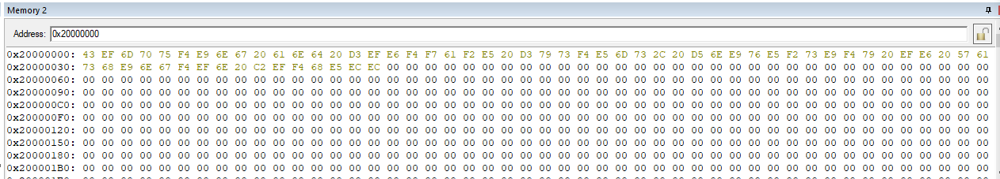 Memory 2
Address: 0x20000000
0x20000000: 43 EF 6D 70 75 F4 E9 6E 67 20 61 6E 64 20 D3 EF E6 F4 F7 61 F2 E5 20 D3 79 73 F4 E5 6D 73 2C 20 D5 6E E9 76 E5 F2 73 E9 F4 79 20 EF E6 20 57 61
0x20000030: 73 68 E9 6E 67 F4 EF 6E 20 C2 EF F4 68 E5 EC EC 00 00 00 00 00 00 00 00 00 00 00 00 00 00 00 00 00 00 00 00 00 00 00 00 00 00 00 00 00 00 00 00
0x20000060: 00 00 00 00 00 00 00 00 00 00 00 00 00 00 00 00 00 00 00 00 00 00 00 00 00 00 00 00 00 00 00 00 00 00 00 00 00 00 00 00 00 00 00 00 00 00 00 00
0x20000090: 00 00 00 00 00 00 00 00 00 00 00 00 00 00 00 00 00 00 00 00 00 00 00 00 00 00 00 00 00 00 00 00 00 00 00 00 00 00 00 00 00 00 00 00 00 00 00 00
0x200000C0: 00 00 00 00 00 00 00 00 00 00 00 00 00 00 00 00 00 00 00 00 00 00 00 00 00 00 00 00 00 00 00 00 00 00 00 00 00 00 00 00 00 00 00 00 00 00 00 00
0x200000F0: 00 00 00 00 00 00 00 00 00 00 00 00 00 00 00 00 00 00 00 00 00 00 00 00 00 00 00 00 00 00 00 00 00 00 00 00 00 00 00 00 00 00 00 00 00 00 00 00
0x20000120: 00 00 00 00 00 00 00 00 00 00 00 00 00 00 00 00 00 00 00 00 00 00 00 00 00 00 00 00 00 00 00 00 00 00 00 00 00 00 00 00 00 00 00 00 00 00 00 00
0x20000150: 00 00 00 00 00 00 00 00 00 00 00 00 00 00 00 00 00 00 00 00 00 00 00 00 00 00 00 00 00 00 00 00 00 00 00 00 00 00 00 00 00 00 00 00 00 00 00 00
0x20000180: 00 00 00 00 00 00 00 00 00 00 00 00 00 00 00 00 00 00 00 00 00 00 00 00 00 00 00 00 00 00 00 00 00 00 00 00 00 00 00 00 00 00 00 00 00 00 00 00
0x200001B0: 00 00 00 00 00 00 00 00 00 00 00 00 00 00 00 00 00 00 00 00 00 00 00 00 00 00 00 00 00 00 00 00 00 00 00 00 00 00 00 00 00 00 00 00 00 00 00 00